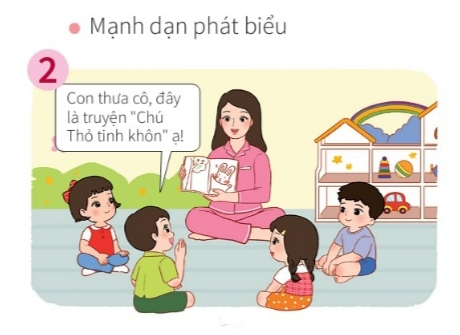 Mạnh dạn phát biểu
2
Con thưa cô, đây
là truyện "Chú
Thỏ tinh khôn" ạ!